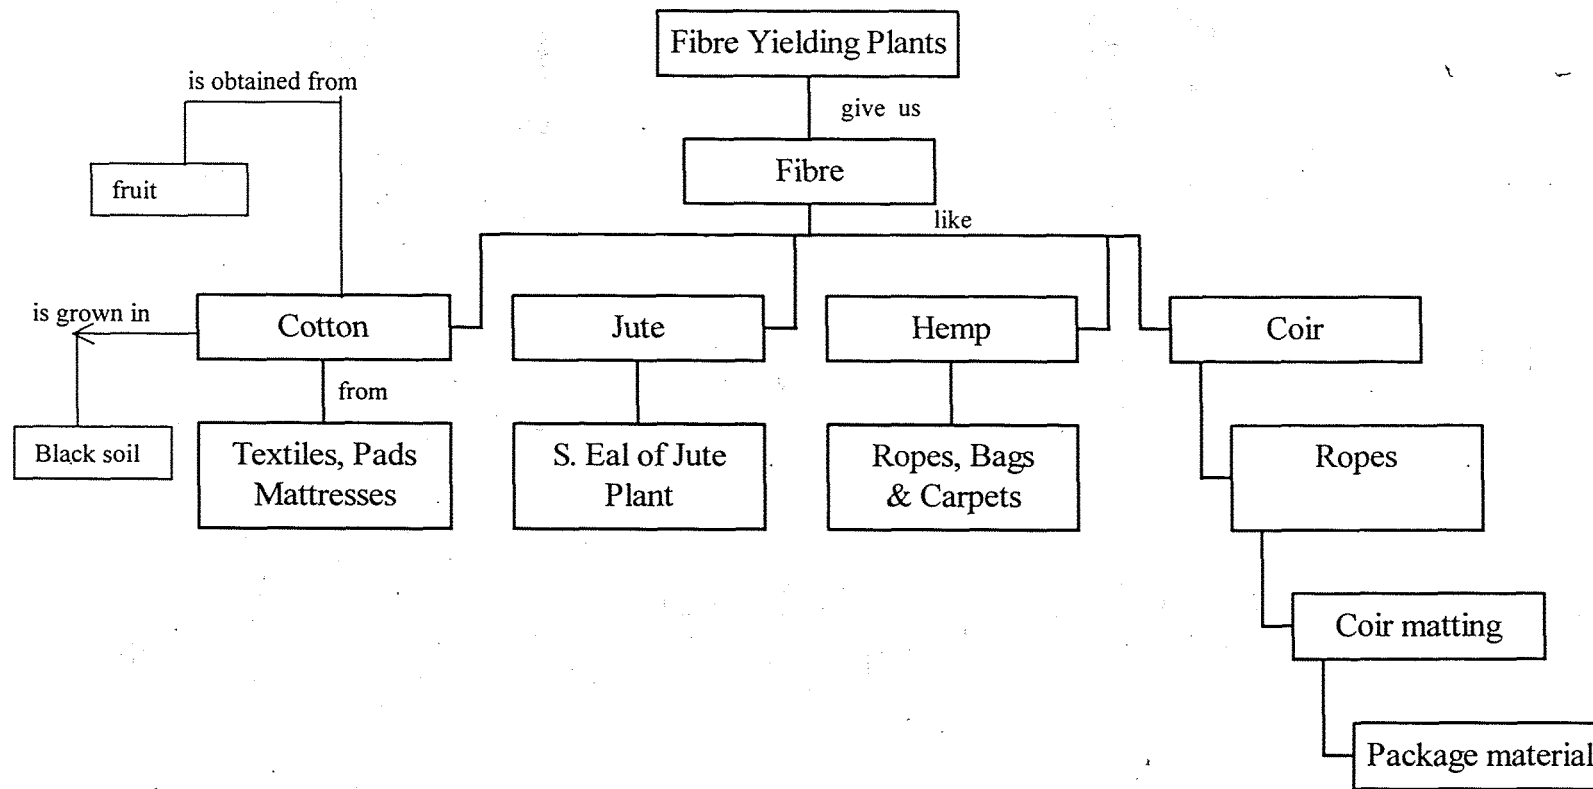 Fibre Yielding Plants
is obtained from
give us
fruit
Fibre
like
is grown in
Cotton
Jute
Hemp
Coir
from
Black soil
Textiles, Pads
Mattresses
S. Eal of Jute
Plant
Ropes, Bags
& Carpets
Ropes
Coir matting
Package material